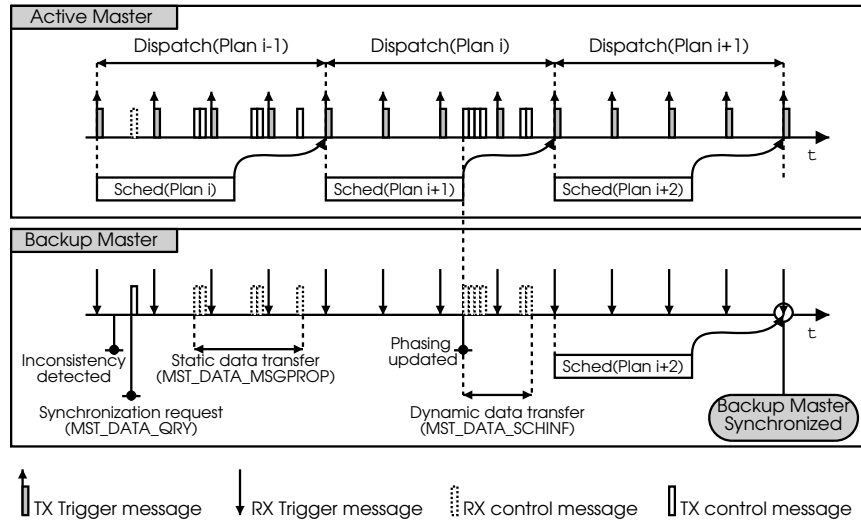 Active Master
Dispatch(Plan i-1)
Dispatch(Plan i)
Dispatch(Plan i+1)
t
Sched(Plan i)
Sched(Plan i+1)
Sched(Plan i+2)
Backup Master
t
Inconsistency
detected
Static data transfer
(MST_DATA_MSGPROP)
Phasing
updated
Sched(Plan i+2)
Synchronization request
(MST_DATA_QRY)
Dynamic data transfer
(MST_DATA_SCHINF)
Backup Master
Synchronized
TX Trigger message
RX Trigger message
RX control message
TX control message